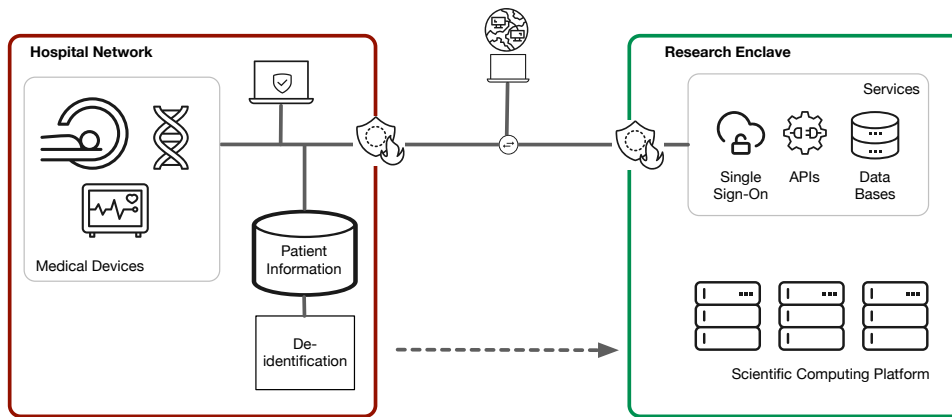 Hospital Network
Medical Devices
Patient
Information
De-
identification
Research Enclave
Services
Single
Sign-On
APIs
Data
Bases
Scientific Computing Platform